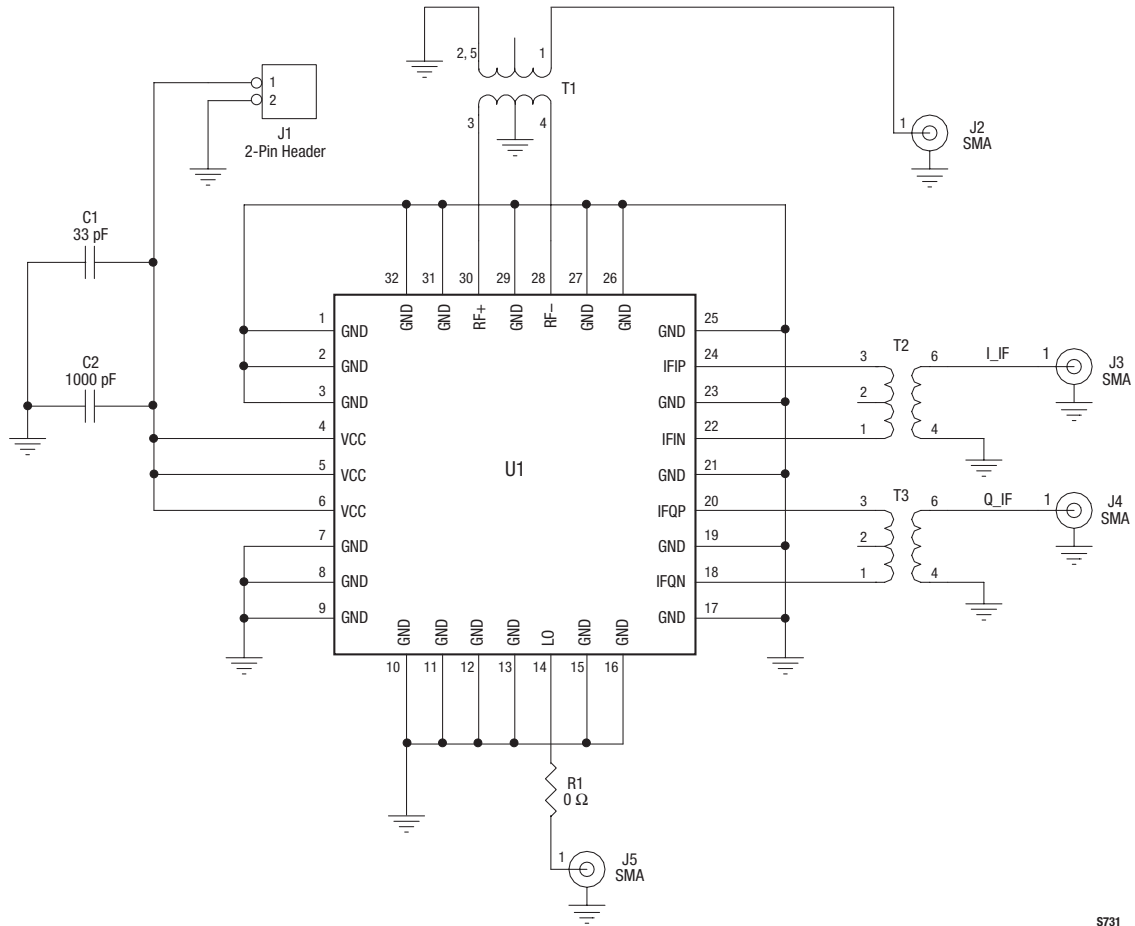 2, 5
1
T1
3
4
1
2
J1
2-Pin Header
1
J2
SMA
C1
33 pF
C2
1000 pF
32
31
30
29
28
27
26
GND
GND
RF+
GND
RF–
GND
GND
1
GND
2
GND
3
GND
4
VCC
5
VCC
6
VCC
7
GND
8
GND
9
GND
U1
25
GND
24
IFIP
23
GND
22
IFIN
21
GND
20
IFQP
19
GND
18
IFQN
17
GND
GND
GND
GND
GND
LO
GND
GND
10
11
12
13
14
15
16
T2
3
2
1
6
4
I_IF
1
J3
SMA
T3
3
2
1
6
4
Q_IF
1
J4
SMA
R1
0 Ω
1
J5
SMA
S731